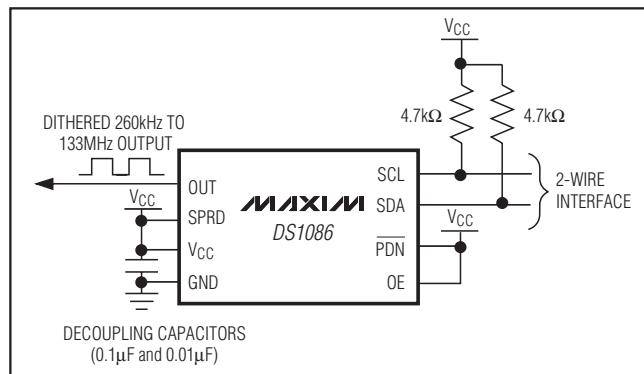 VCC
4.7kΩ
4.7kΩ
DITHERED 260kHz TO
133MHz OUTPUT
OUT
SPRD
VCC
GND
VCC
MAXIM
DS1086
SCL
SDA
PDN
OE
VCC
2-WIRE
INTERFACE
DECOUPLING CAPACITORS
(0.1μF and 0.01μF)